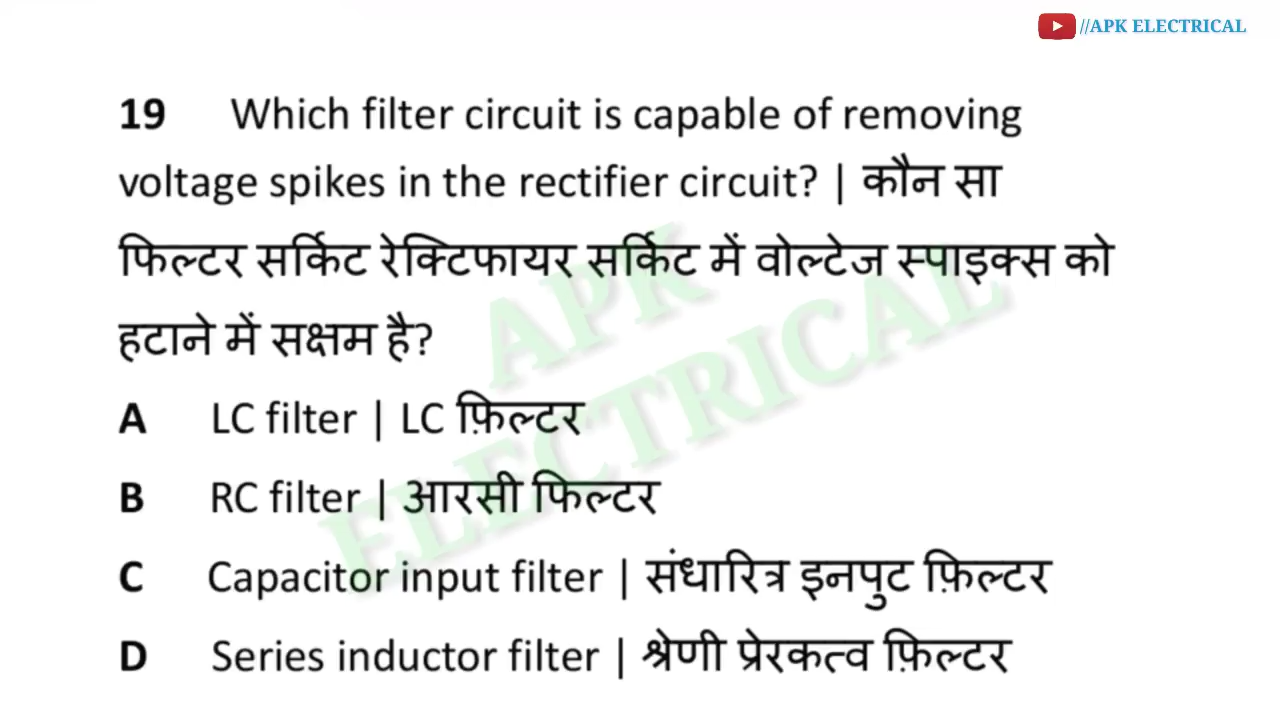 //APK ELECTRICAL
19 Which filter circuit is capable of removing
voltage spikes in the rectifier circuit? | कौन सा
फिल्टर सर्किट रेक्टिफायर सर्किट में वोल्टेज स्पाइक्स को
हटाने में सक्षम है?
A LC filter | LC फ़िल्टर
B RC filter | आरसी फिल्टर
C Capacitor input filter | संधारित्र इनपुट फ़िल्टर
D Series inductor filter | श्रेणी प्रेरकत्व फ़िल्टर
APK
ELECTRICAL